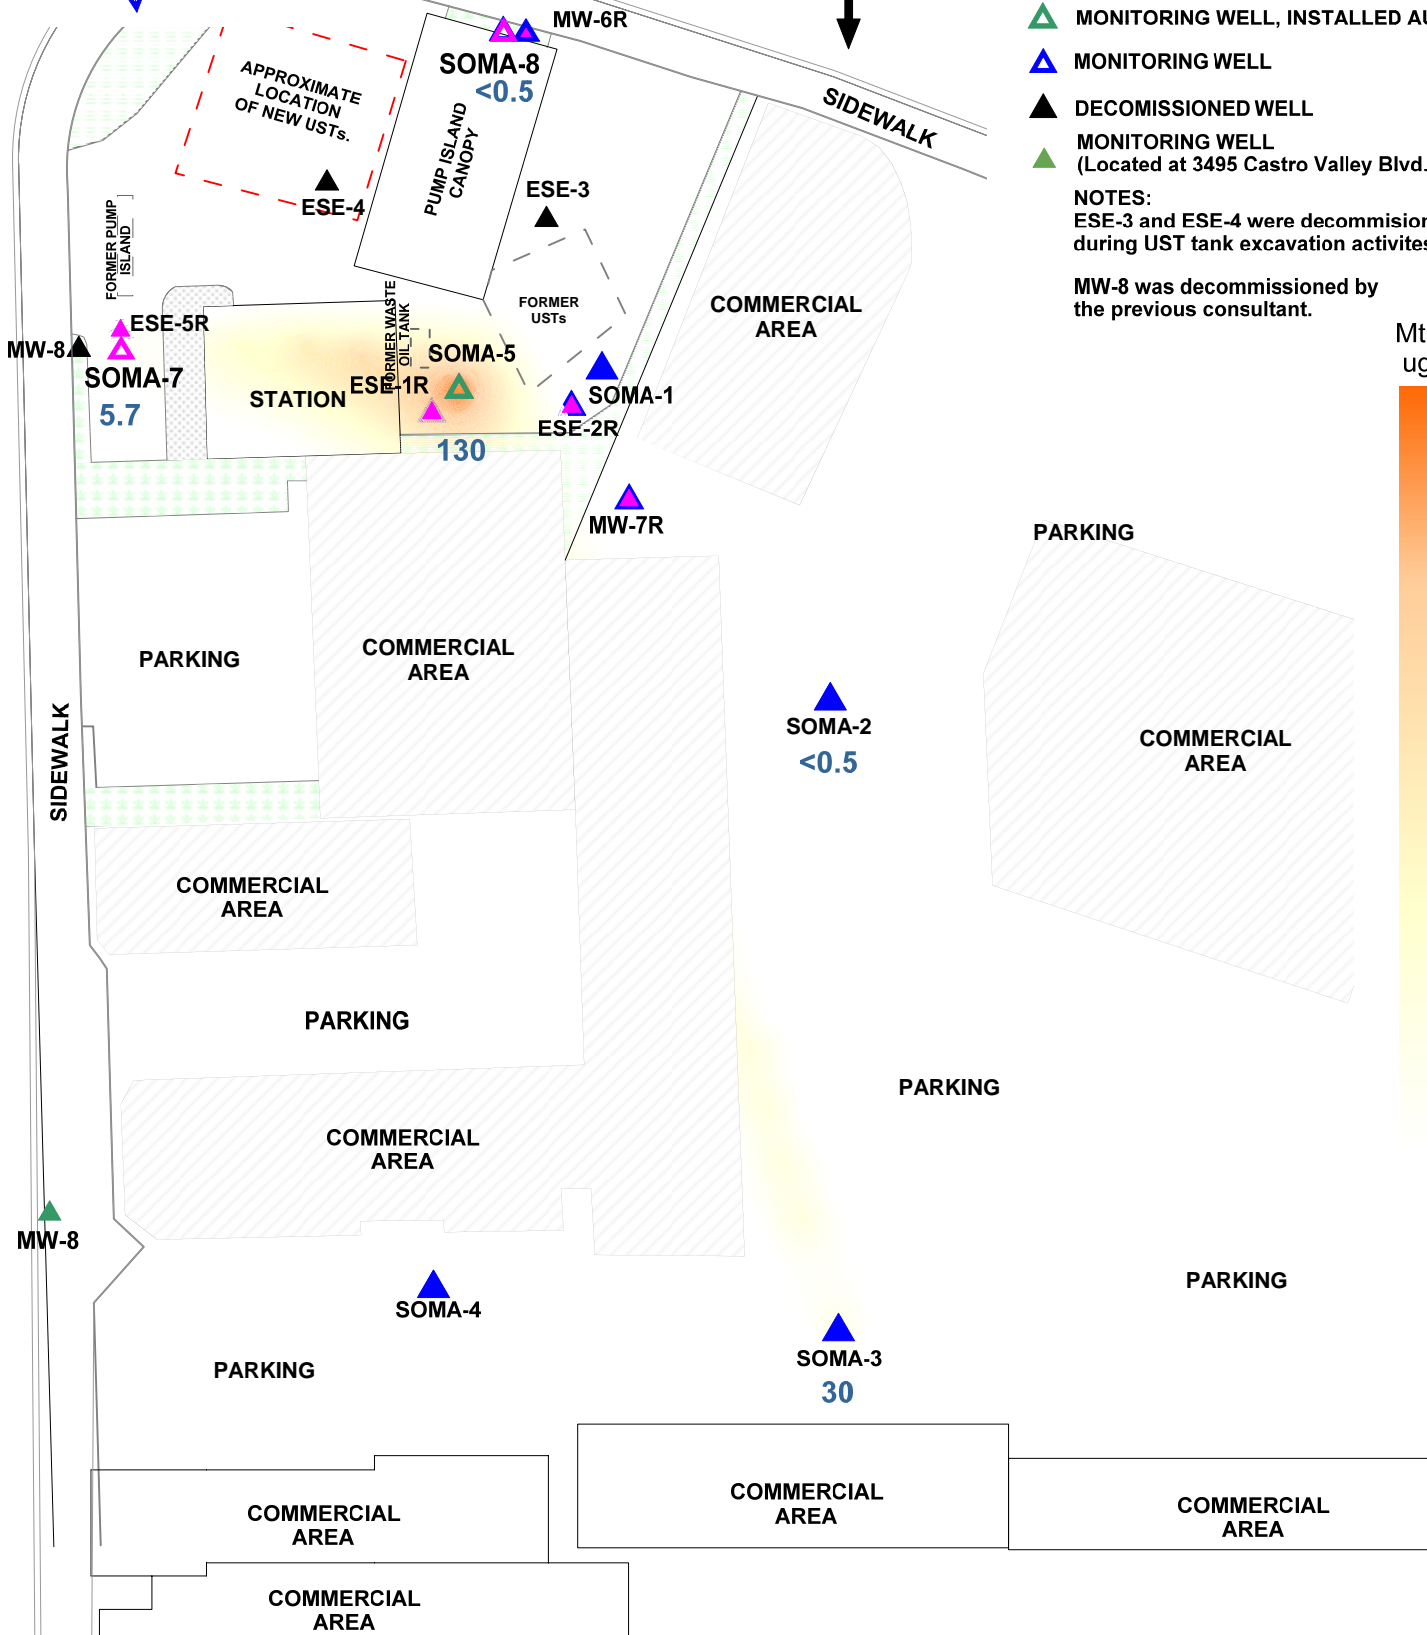 MW-6R
SOMA-8
<0.5
APPROXIMATE
LOCATION
OF NEW USTs.
PUMP ISLAND
CANOPY
SIDEWALK
ESE-4
ESE-3
FORMER PUMP
ISLAND
FORMER
USTs
COMMERCIAL
AREA
ESE-5R
MW-8
SOMA-7
5.7
FORMER WASTE
OIL TANK
SOMA-5
ESE-1R
STATION
SOMA-1
ESE-2R
130
MW-7R
MONITORING WELL, INSTALLED
MONITORING WELL
DECOMISSIONED WELL
MONITORING WELL
(Located at 3495 Castro Valley Blvd.
NOTES:
ESE-3 and ESE-4 were
during UST tank excavation activites
MW-8 was decommissioned by
the previous consultant.
PARKING
PARKING
COMMERCIAL
AREA
SOMA-2
<0.5
COMMERCIAL
AREA
SIDEWALK
COMMERCIAL
AREA
PARKING
PARKING
COMMERCIAL
AREA
MW-8
SOMA-4
PARKING
SOMA-3
30
PARKING
COMMERCIAL
AREA
COMMERCIAL
AREA
COMMERCIAL
AREA
COMMERCIAL
AREA